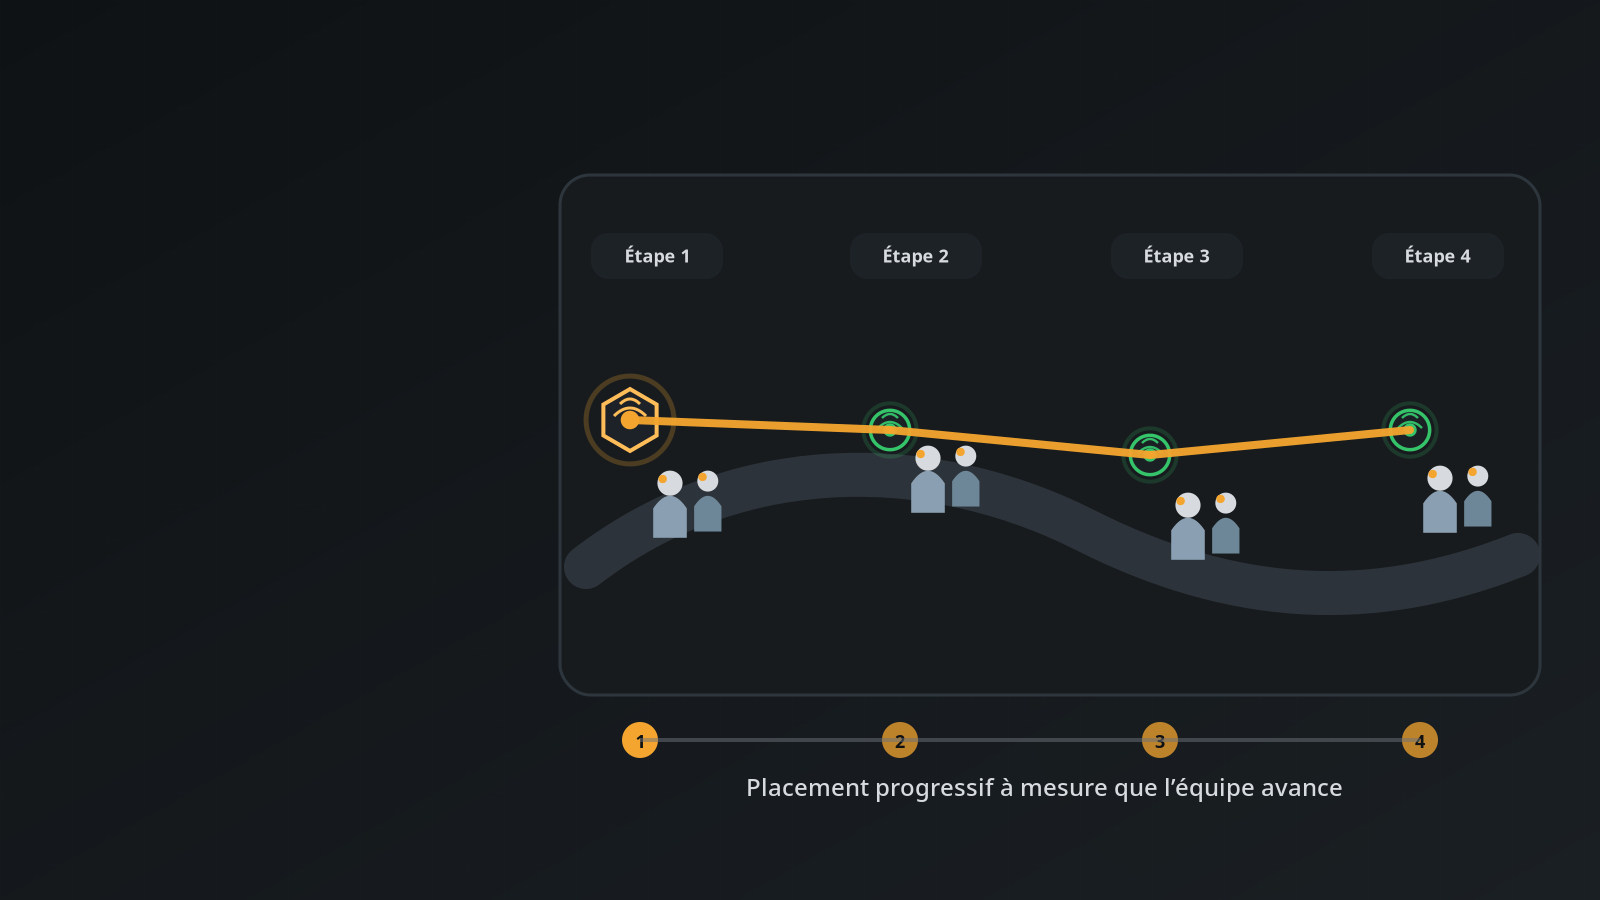 Étape 1
Étape 2
Étape 3
Étape 4
1
2
3
4
Placement progressif à mesure que l’équipe avance